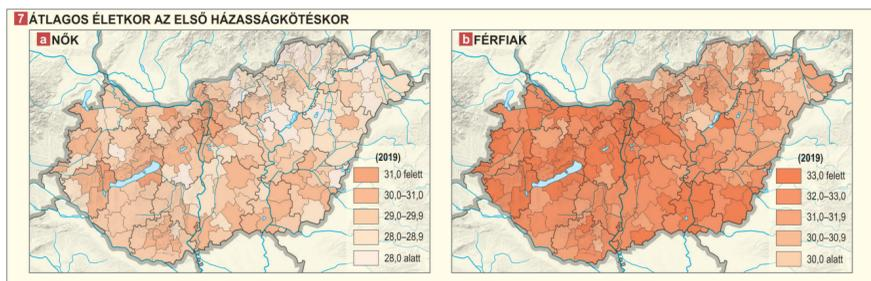 7 ÁTLAGOS ÉLETKOR AZ ELSŐ HÁZASSÁGKÖTÉSKOR
a NŐK
(2019)
31,0 felett
30,0–31,0
29,0–29,9
28,0–28,9
28,0 alatt
b FÉRFIAK
(2019)
33,0 felett
32,0–33,0
31,0–31,9
30,0–30,9
30,0 alatt